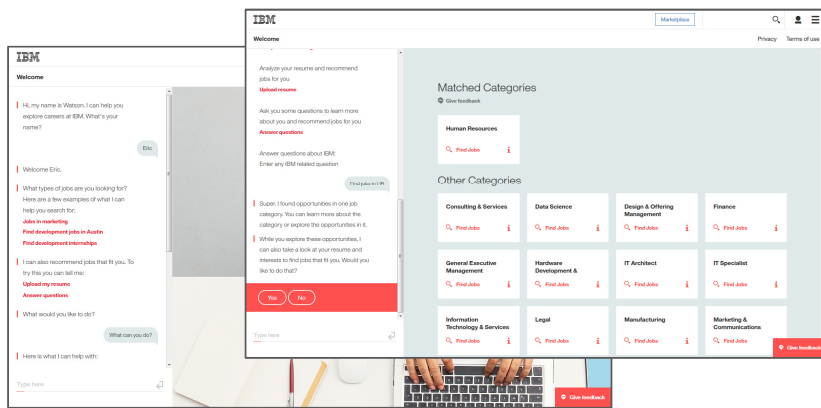 IBM
Welcome
Hi, my name is Watson. I can help you
explore careers at IBM. What's your
name?
Eric
Welcome Eric.
What types of jobs are you looking for?
Here are a few examples of what I can
help you search for:
Jobs in marketing
Find development jobs in Austin
Find development internships
I can also recommend jobs that fit you. To
try this you can tell me:
Upload my resume
Answer questions
What would you like to do?
What can you do?
Here is what I can help with:
Type here
Give feedback
IBM
Marketplace
Welcome
Privacy Terms of use
Analyze your resume and recommend
jobs for you
Upload resume
Ask you some questions to learn more
about you and recommend jobs for you
Answer questions
Answer questions about IBM:
Enter any IBM related question
Find jobs in HR
Super. I found opportunities in one job
category. You can learn more about the
category or explore the opportunities in it.
While you explore these opportunities, I
can also take a look at your resume and
interests to find jobs that fit you. Would you
like to do that?
Yes No
Type here
Matched Categories
Give feedback
Human Resources
Find Jobs i
Other Categories
Consulting & Services
Find Jobs i
Data Science
Find Jobs i
Design & Offering
Management
Find Jobs i
Finance
Find Jobs i
General Executive
Management
Find Jobs i
Hardware
Development &
Find Jobs i
IT Architect
Find Jobs i
IT Specialist
Find Jobs i
Information
Technology & Services
Find Jobs i
Legal
Find Jobs i
Manufacturing
Find Jobs i
Marketing &
Communications
Find Jobs
Give feedback